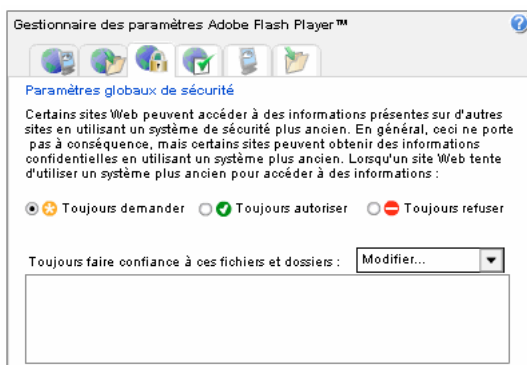 Gestionnaire des paramètres Adobe Flash Player™
?
Paramètres globaux de sécurité
Certains sites Web peuvent accéder à des informations présentes sur d'autres
sites en utilisant un système de sécurité plus ancien. En général, ceci ne porte
pas à conséquence, mais certains sites peuvent obtenir des informations
confidentielles en utilisant un système plus ancien. Lorsqu'un site Web tente
d'utiliser un système plus ancien pour accéder à des informations :
Toujours demander Toujours autoriser Toujours refuser
Toujours faire confiance à ces fichiers et dossiers : Modifier...